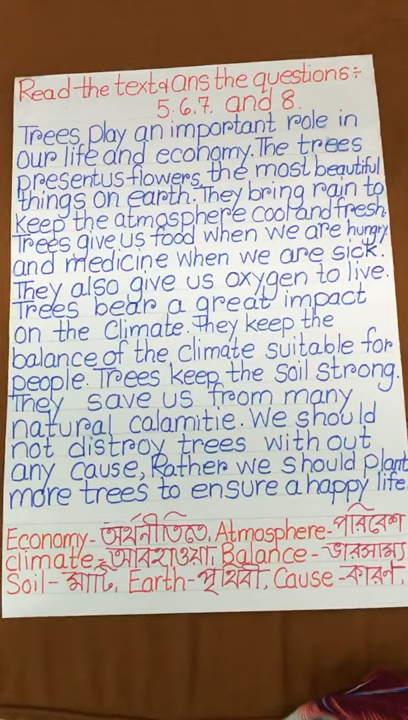 Read the text & ans the questions:-
5.6.7. and 8.
Trees play an important role in
our life and economy. The trees
present us flowers, the most beautiful
things on earth. They bring rain to
keep the atmosphere cool and fresh.
Trees give us food when we are hungry
and medicine when we are sick.
They also give us oxygen to live.
Trees bear a great impact
on the climate. They keep the
balance of the climate suitable for
people. Trees keep the soil strong.
They save us from many
natural calamitie. We should
not distroy trees with out
any cause, Rather we should plant
more trees to ensure a happy life.
Economy- অর্থনীতিতে, Atmosphere- পরিবেশ
climate- আবহাওয়া, Balance- ভারসাম্য
Soil- মাটি, Earth- পৃথিবী, Cause- কারণ,